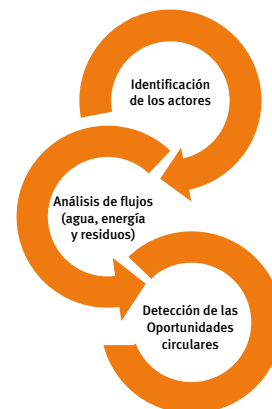 Identificación
de los actores
Análisis de flujos
(agua, energía
y residuos)
Detección de las
Oportunidades
circulares